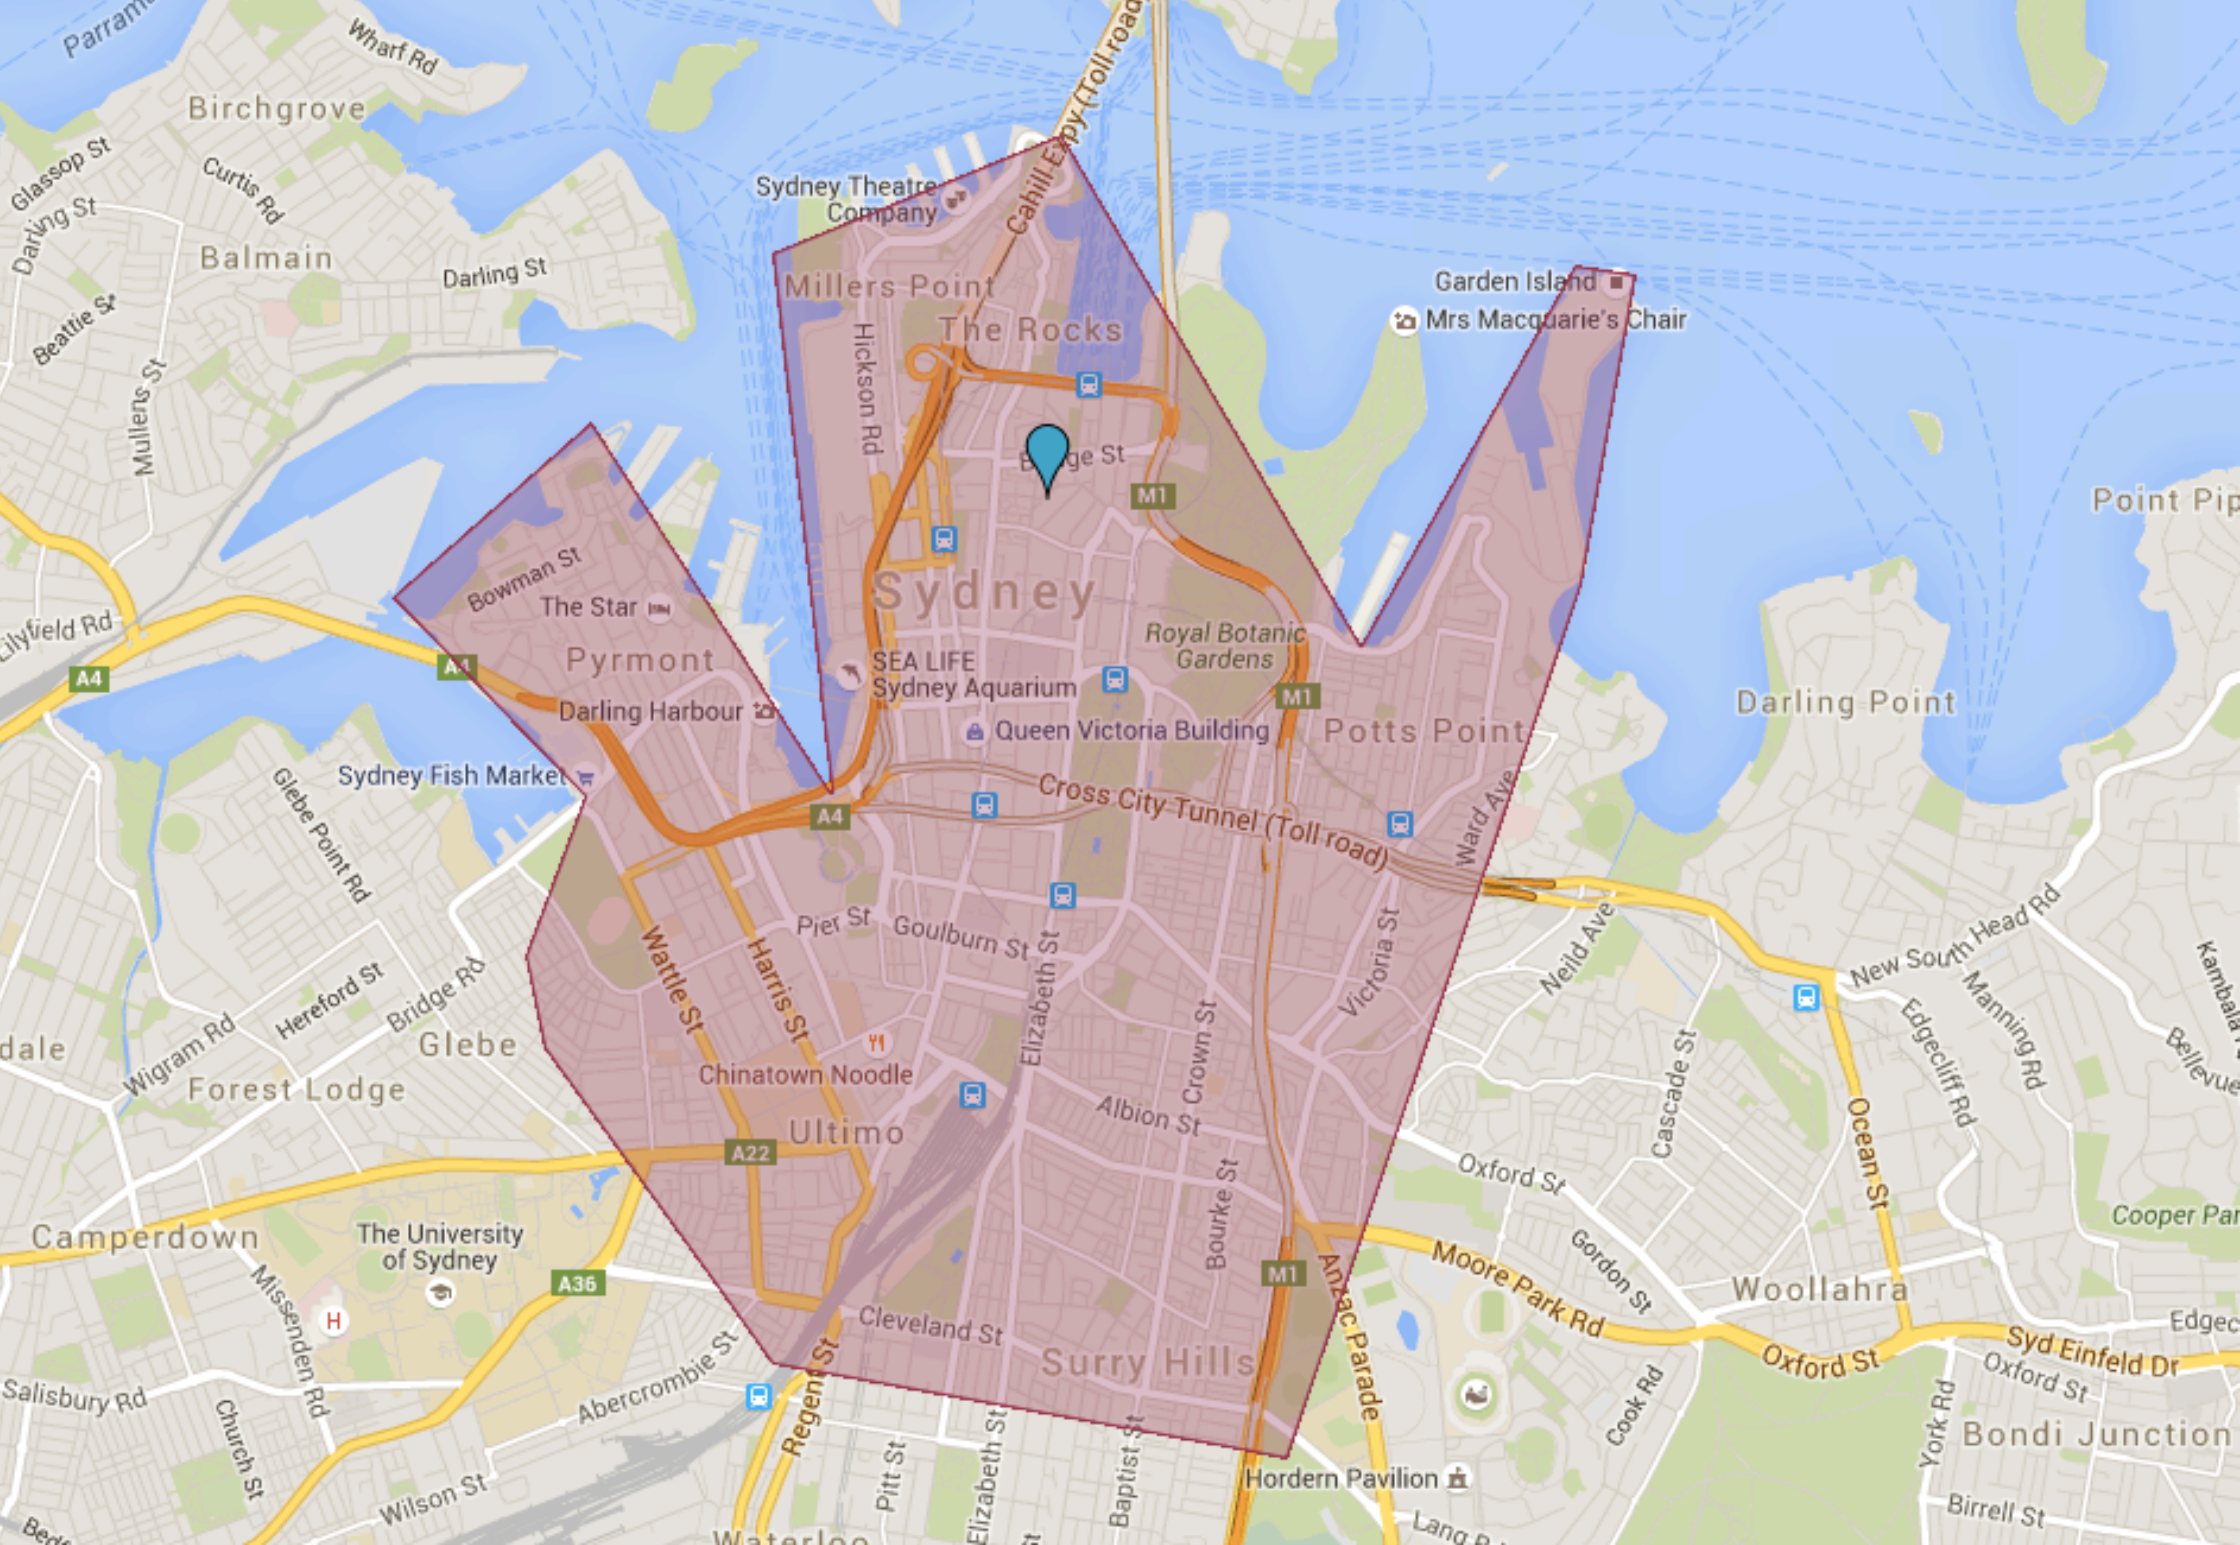 Parrama
Wharf Rd
Cahill Expy (Toll road)
Birchgrove
Glassop St
Curtis Rd
Sydney Theatre
Company
Darling St
Balmain
Darling St
Millers Point
Garden Island
Mrs Macquarie's Chair
Beattie St
The Rocks
Hickson Rd
Mullens St
Bridge St
M1
Point Pip
Bowman St
The Star
Sydney
Lilyfield Rd
Royal Botanic
Gardens
A4
A4
Pyrmont
SEA LIFE
Sydney Aquarium
M1
Darling Point
Darling Harbour
Queen Victoria Building
Potts Point
Sydney Fish Market
Cross City Tunnel (Toll road)
Ward Ave
A4
Glebe Point Rd
Pier St
Goulburn St
Victoria St
Neild Ave
New South Head Rd
Wattle St
Harris St
Elizabeth St
Hereford St
Bridge Rd
Crown St
Manning Rd
Kambala
Edgecliff Rd
Bellevue
dale
Glebe
Wigram Rd
Forest Lodge
Chinatown Noodle
Albion St
Cascade St
Ocean St
Ultimo
A22
Oxford St
Bourke St
Cooper Par
Camperdown
The University
of Sydney
A36
Missenden Rd
M1
Anzac Parade
Moore Park Rd
Gordon St
Woollahra
Cleveland St
Edgec
Syd Einfeld Dr
Surry Hills
Oxford St
Oxford St
Abercrombie St
Regent St
Salisbury Rd
Church St
Cook Rd
York Rd
Bondi Junction
Pitt St
Elizabeth St
Baptist St
Hordern Pavilion
Wilson St
Birrell St
Bedf
Waterloo
St
Lang R